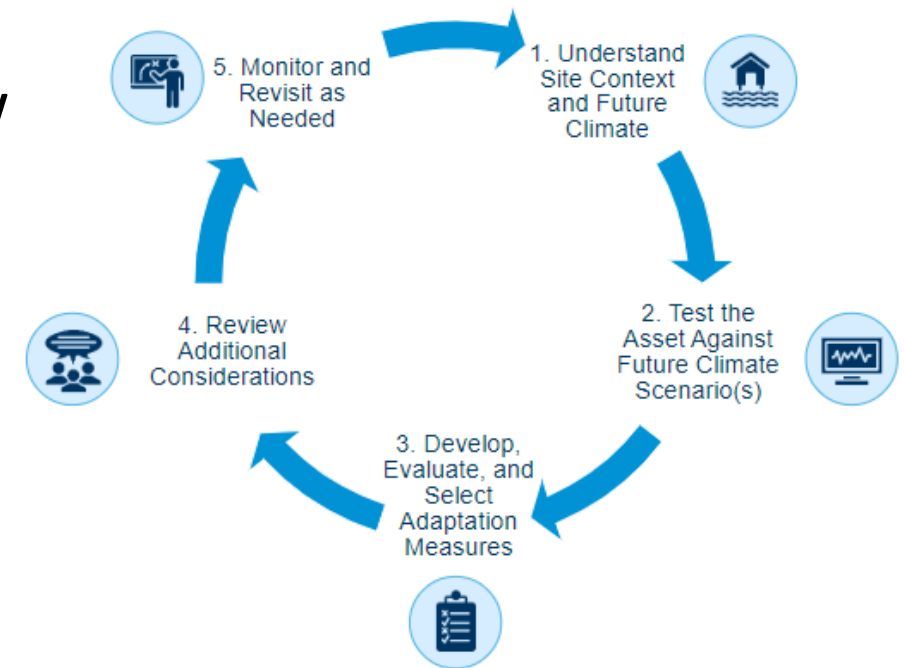 1. Understand
Site Context
and Future
Climate
2. Test the
Asset Against
Future Climate
Scenario(s)
3. Develop,
Evaluate, and
Select
Adaptation
Measures
4. Review
Additional
Considerations
5. Monitor and
Revisit as
Needed